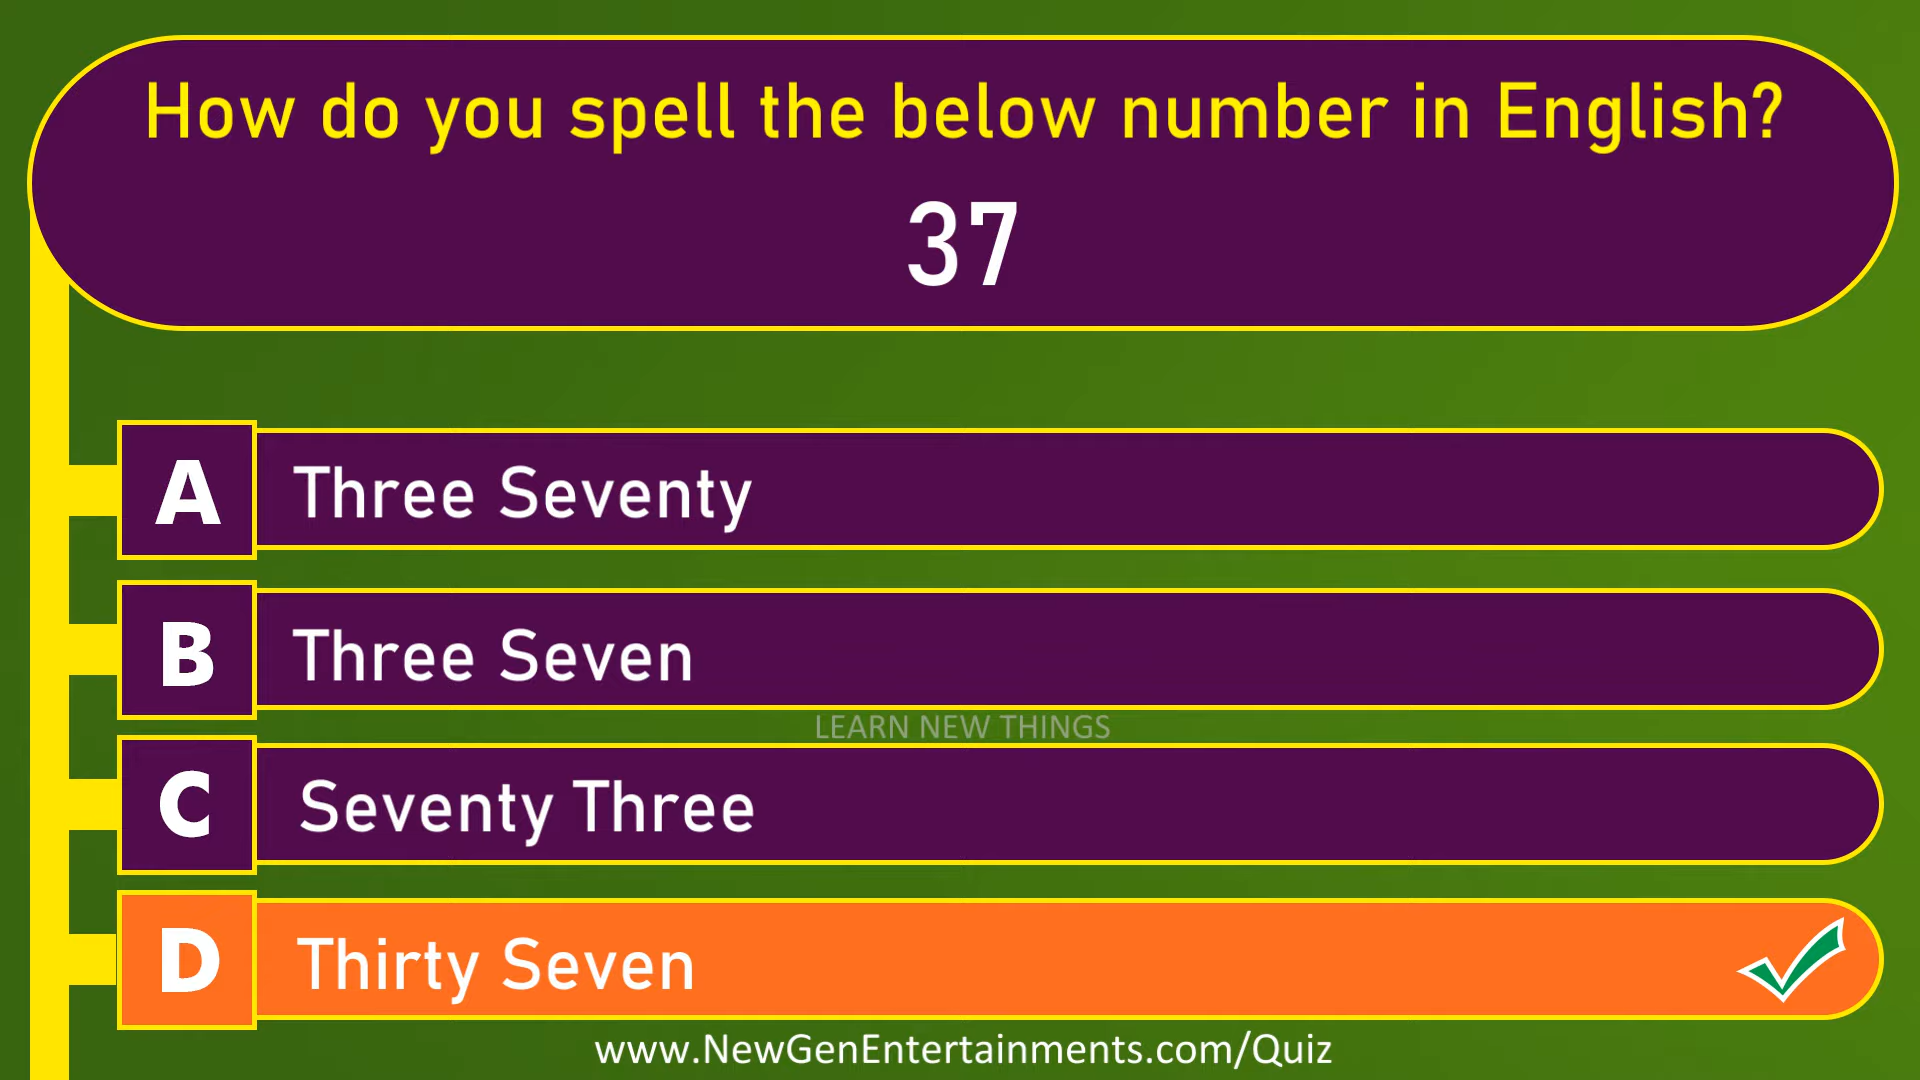 How do you spell the below number in English?
37
A Three Seventy
B Three Seven
LEARN NEW THINGS
C Seventy Three
D Thirty Seven
www.NewGenEntertainments.com/Quiz